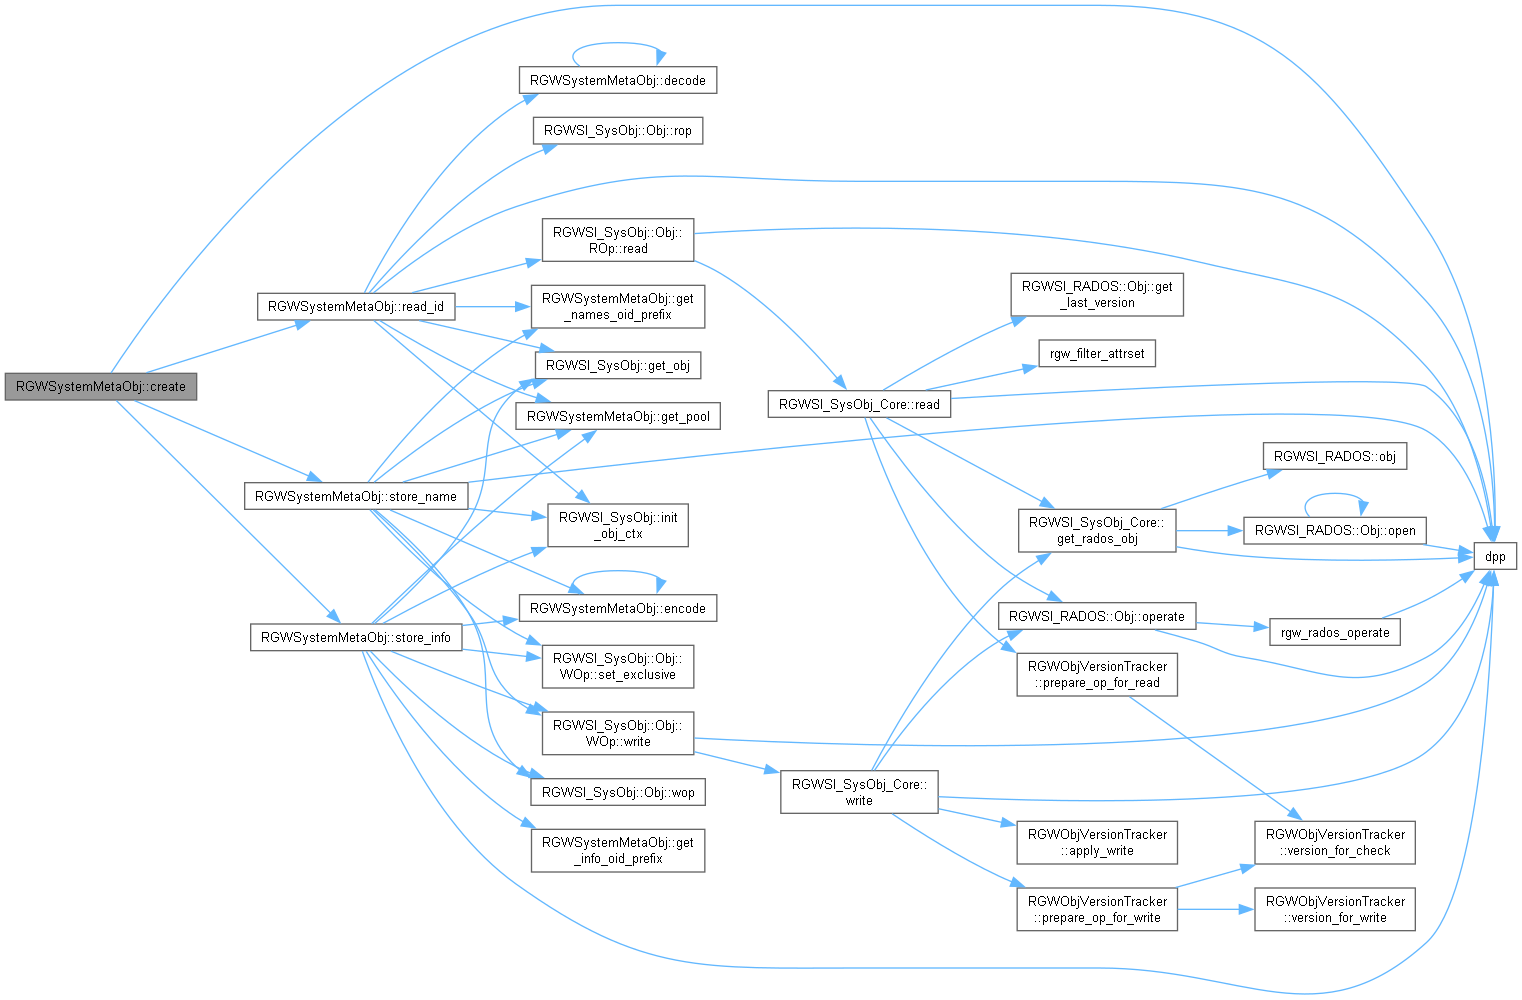 RGWSystemMetaObj::create
RGWSystemMetaObj::read_id
RGWSystemMetaObj::store_name
RGWSystemMetaObj::store_info
RGWSystemMetaObj::decode
RGWSI_SysObj::Obj::rop
RGWSI_SysObj::Obj::
ROp::read
RGWSystemMetaObj::get
_names_oid_prefix
RGWSI_SysObj::get_obj
RGWSystemMetaObj::get_pool
RGWSI_SysObj::init
_obj_ctx
RGWSystemMetaObj::encode
RGWSI_SysObj::Obj::
WOp::set_exclusive
RGWSI_SysObj::Obj::
WOp::write
RGWSI_SysObj::Obj::wop
RGWSystemMetaObj::get
_info_oid_prefix
RGWSI_SysObj_Core::read
RGWSI_SysObj_Core::
write
RGWSI_RADOS::Obj::get
_last_version
rgw_filter_attrset
RGWSI_SysObj_Core::
get_rados_obj
RGWSI_RADOS::Obj::operate
RGWObjVersionTracker
::prepare_op_for_read
RGWObjVersionTracker
::apply_write
RGWObjVersionTracker
::prepare_op_for_write
RGWSI_RADOS::obj
RGWSI_RADOS::Obj::open
rgw_rados_operate
RGWObjVersionTracker
::version_for_check
RGWObjVersionTracker
::version_for_write
dpp